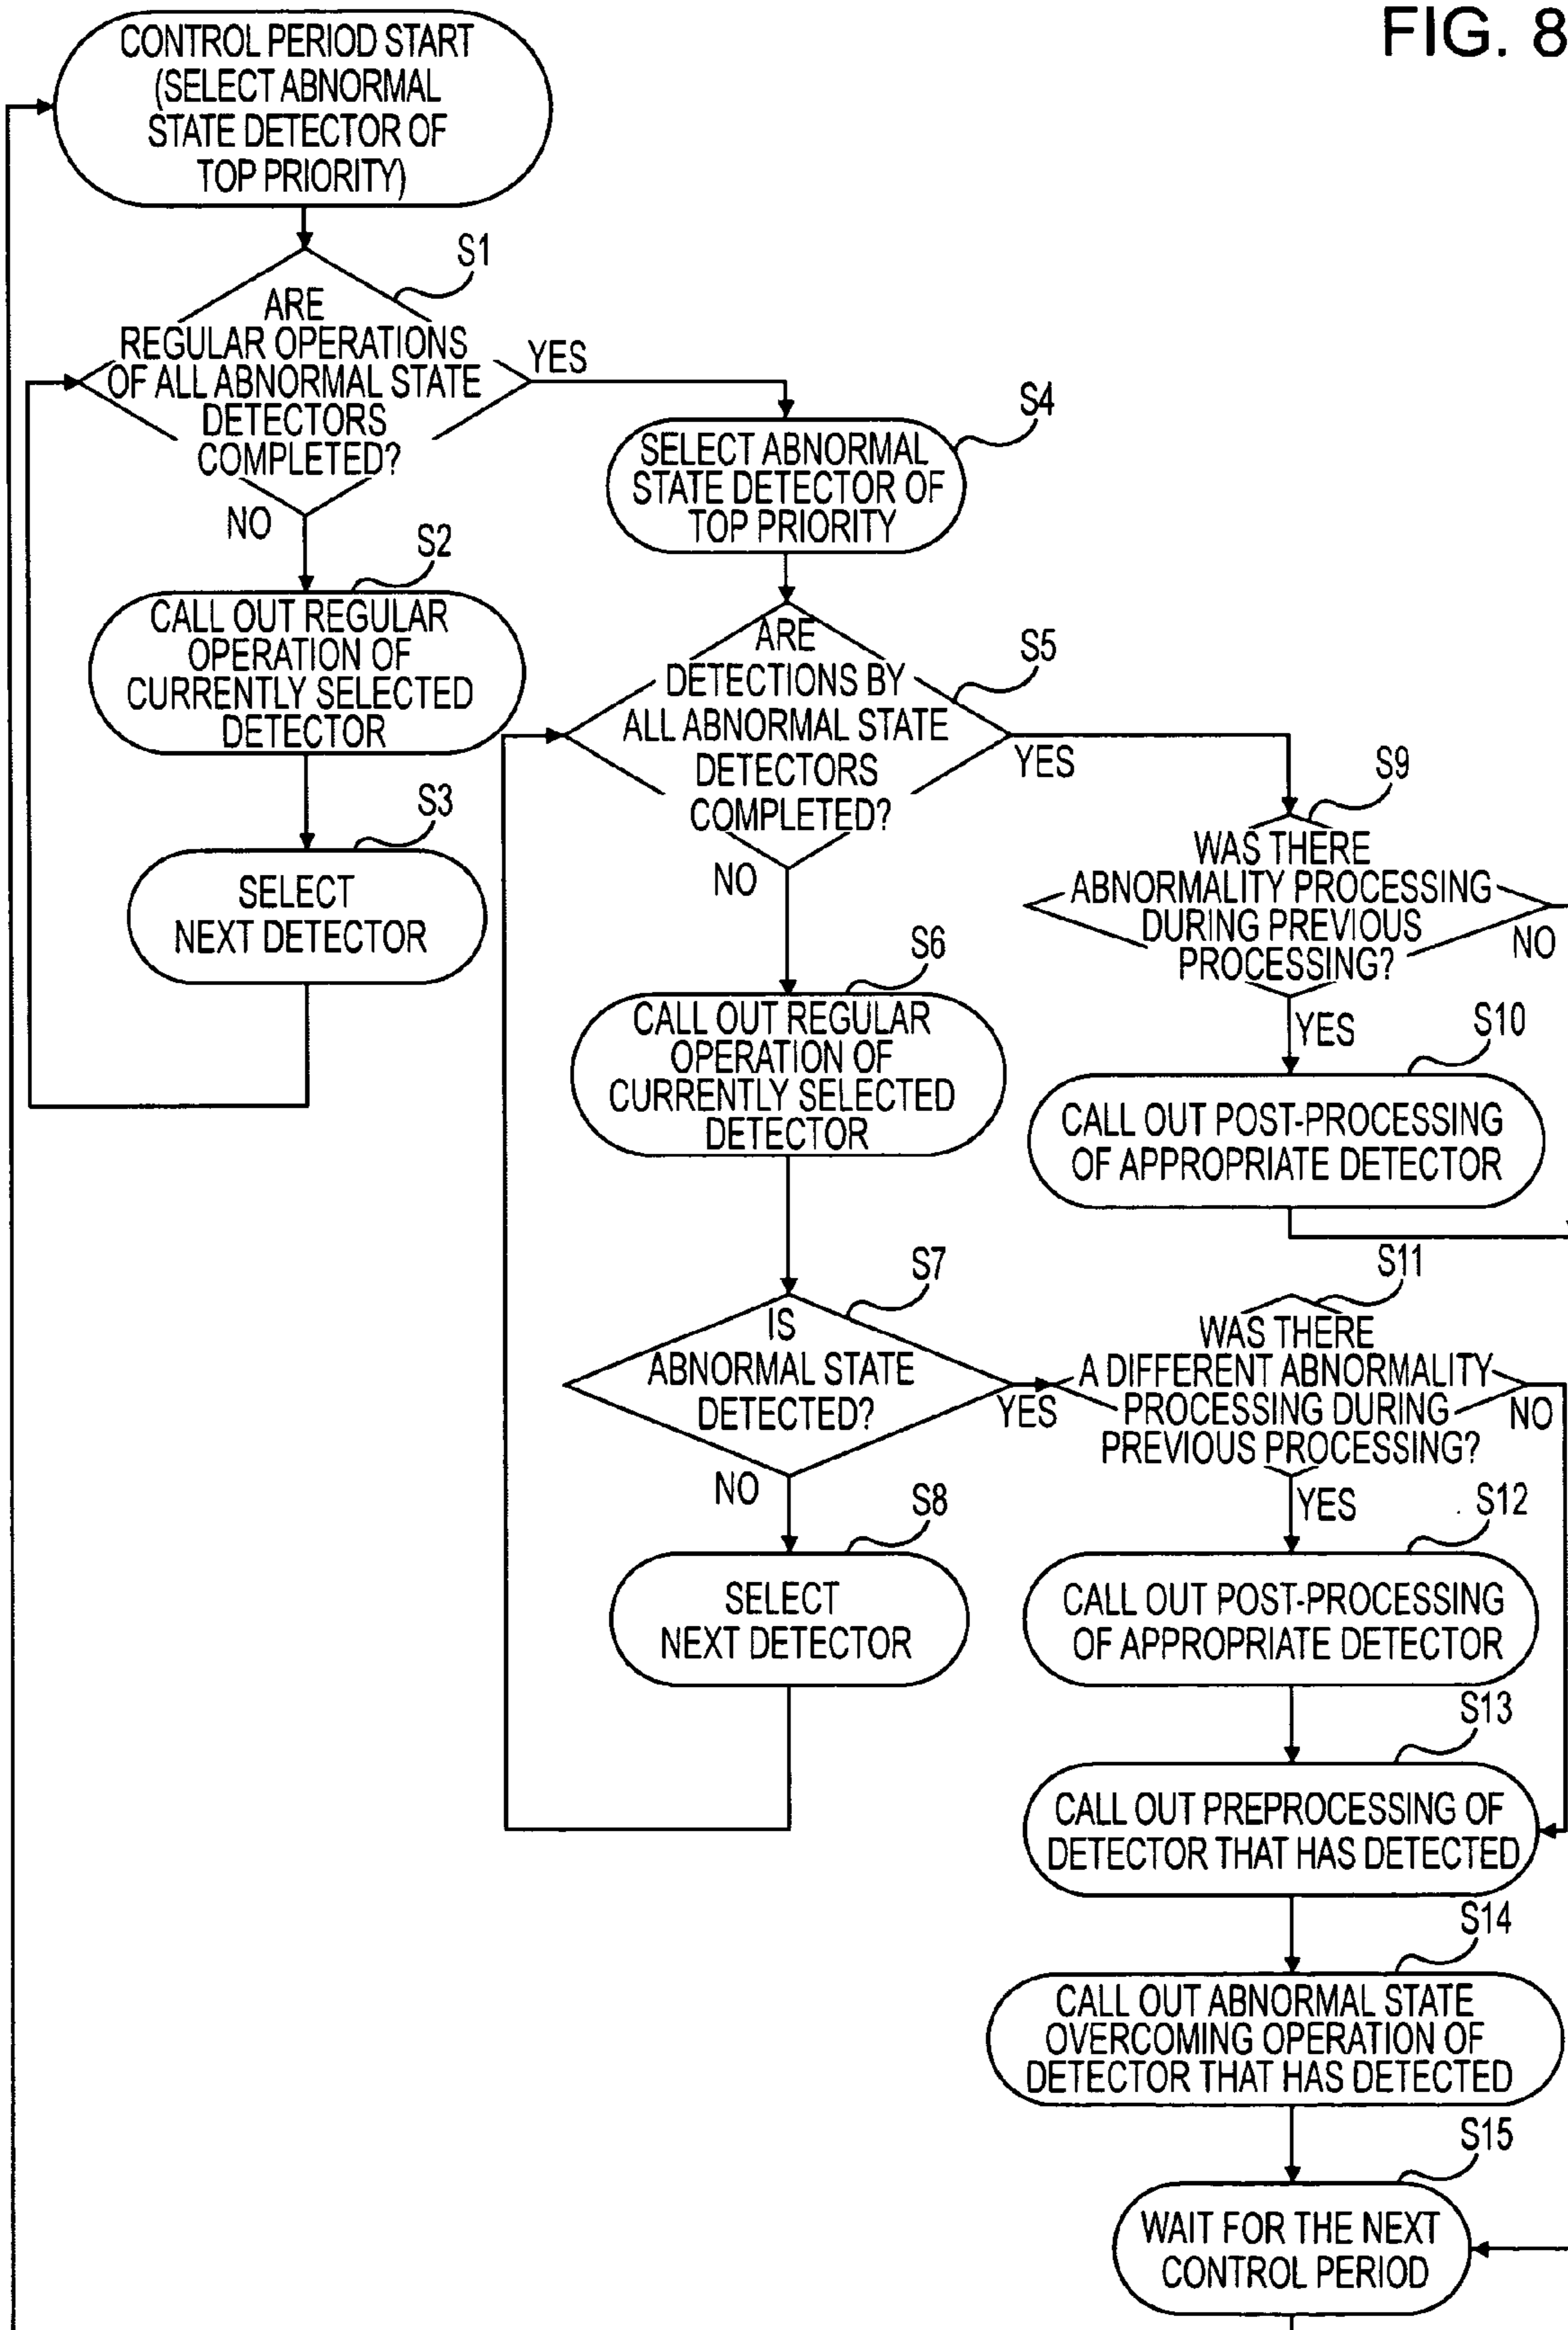 FIG. 8
CONTROL PERIOD START
(SELECT ABNORMAL
STATE DETECTOR OF
TOP PRIORITY)
S1
ARE
REGULAR OPERATIONS
OF ALL ABNORMAL STATE
DETECTORS
COMPLETED?
YES
NO
S2
CALL OUT REGULAR
OPERATION OF
CURRENTLY SELECTED
DETECTOR
S3
SELECT
NEXT DETECTOR
S4
SELECT ABNORMAL
STATE DETECTOR OF
TOP PRIORITY
S5
ARE
DETECTIONS BY
ALL ABNORMAL STATE
DETECTORS
COMPLETED?
YES
NO
S6
CALL OUT REGULAR
OPERATION OF
CURRENTLY SELECTED
DETECTOR
S7
IS
ABNORMAL STATE
DETECTED?
YES
NO
S8
SELECT
NEXT DETECTOR
S9
WAS THERE
ABNORMALITY PROCESSING
DURING PREVIOUS
PROCESSING?
NO
YES
S10
CALL OUT POST-PROCESSING
OF APPROPRIATE DETECTOR
S11
WAS THERE
A DIFFERENT ABNORMALITY
PROCESSING DURING
PREVIOUS PROCESSING?
NO
YES
S12
CALL OUT POST-PROCESSING
OF APPROPRIATE DETECTOR
S13
CALL OUT PREPROCESSING OF
DETECTOR THAT HAS DETECTED
S14
CALL OUT ABNORMAL STATE
OVERCOMING OPERATION OF
DETECTOR THAT HAS DETECTED
S15
WAIT FOR THE NEXT
CONTROL PERIOD